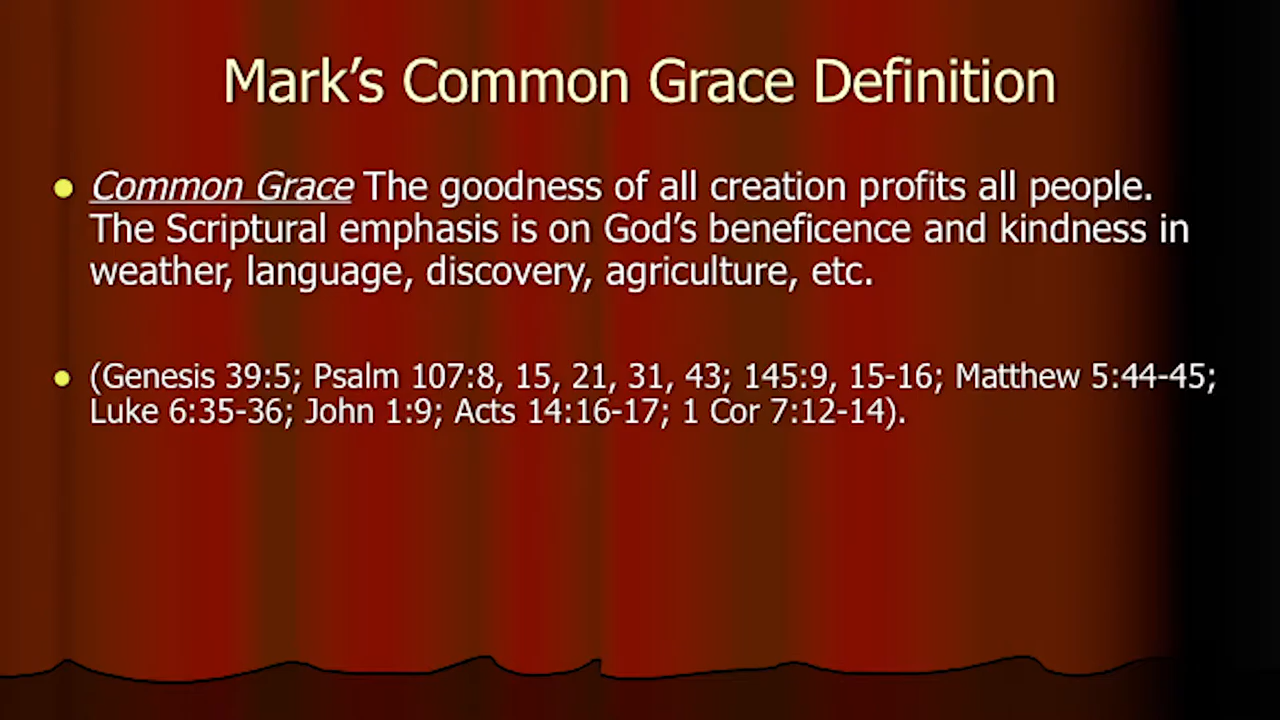 Mark’s Common Grace Definition
Common Grace The goodness of all creation profits all people.
The Scriptural emphasis is on God’s beneficence and kindness in
weather, language, discovery, agriculture, etc.
(Genesis 39:5; Psalm 107:8, 15, 21, 31, 43; 145:9, 15-16; Matthew 5:44-45;
Luke 6:35-36; John 1:9; Acts 14:16-17; 1 Cor 7:12-14).